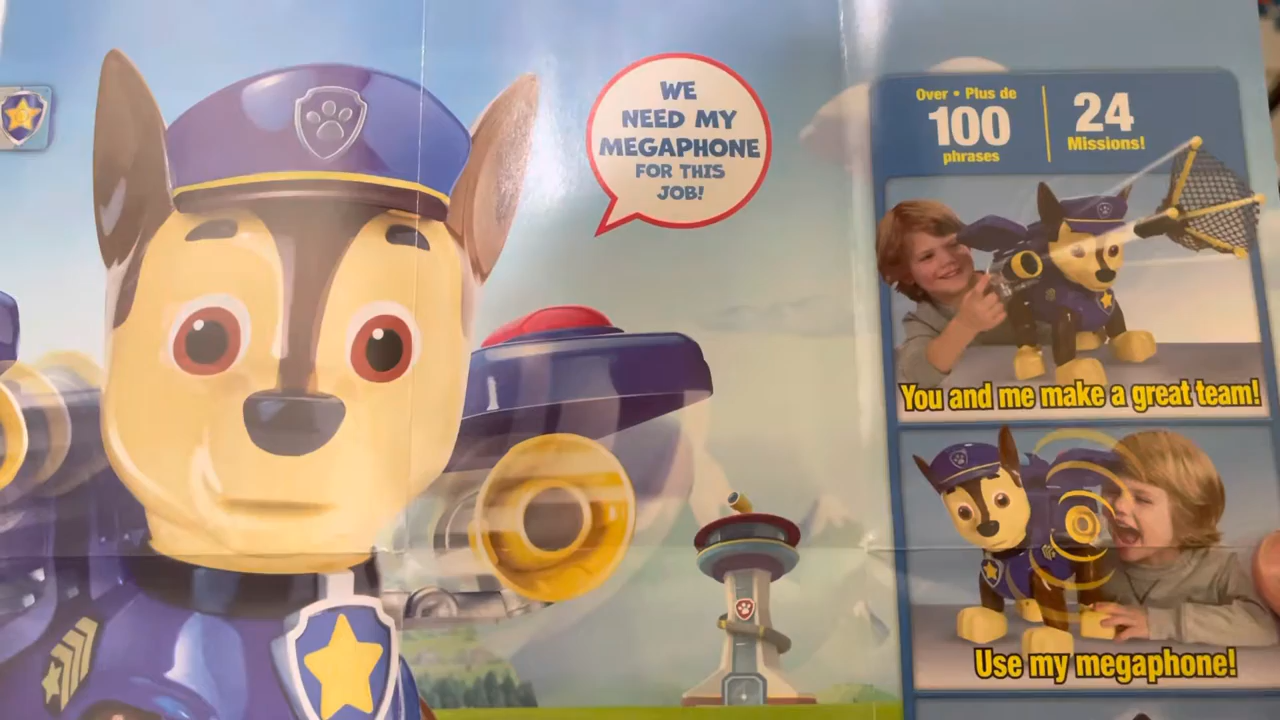 WE
NEED MY
MEGAPHONE
FOR THIS
JOB!
Over • Plus de
100
phrases
24
Missions!
You and me make a great team!
Use my megaphone!